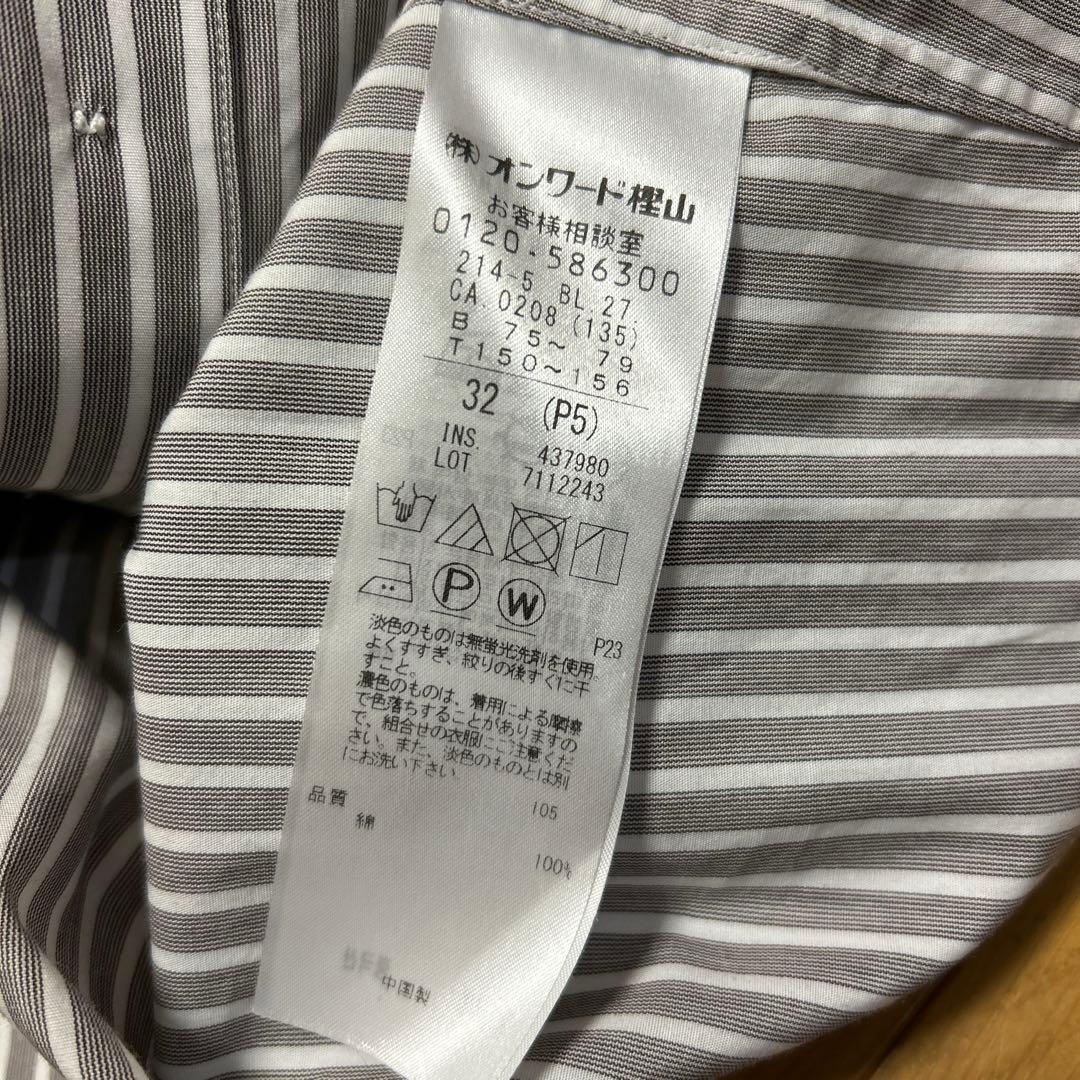 (株)オンワード樫山
お客様相談室
0120-586300
214-5 BL.27.
CA.0208(135)
B 75～ 79
T150～156
32 (P5)
INS. 437980
LOT 7112243
P
W
P23
淡色のものは無蛍光洗剤を使用
よくすすぎ、絞りの後すぐに干
すこと。
濃色のものは、着用による摩擦
で色落ちすることがありますの
で、組合せの衣服にご注意くだ
さい。また、淡色のものとは別
にお洗い下さい
105
品質
綿
100%
中国製